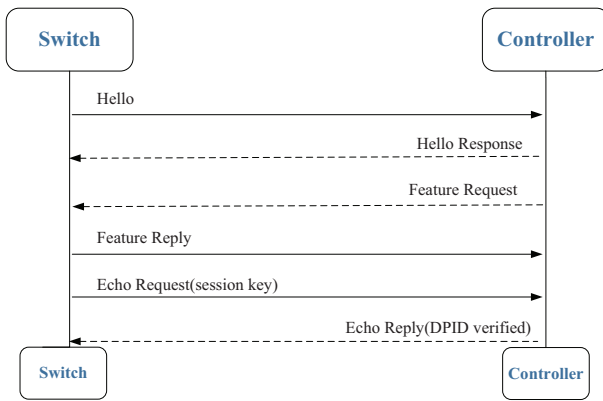 Switch
Controller
Hello
Hello Response
Feature Request
Feature Reply
Echo Request(session key)
Echo Reply(DPID verified)
Switch
Controller